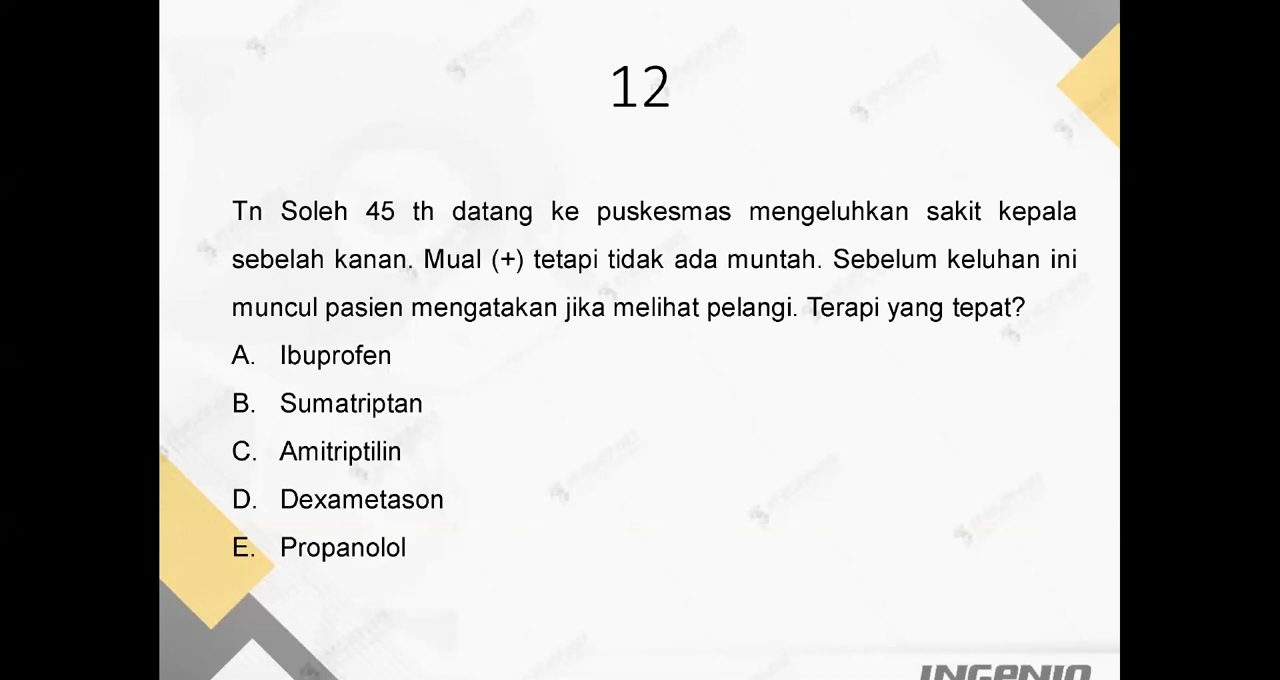 12
Tn Soleh 45 th datang ke puskesmas mengeluhkan sakit kepala
sebelah kanan. Mual (+) tetapi tidak ada muntah. Sebelum keluhan ini
muncul pasien mengatakan jika melihat pelangi. Terapi yang tepat?
A. Ibuprofen
B. Sumatriptan
C. Amitriptilin
D. Dexametason
E. Propanolol
INGENIO